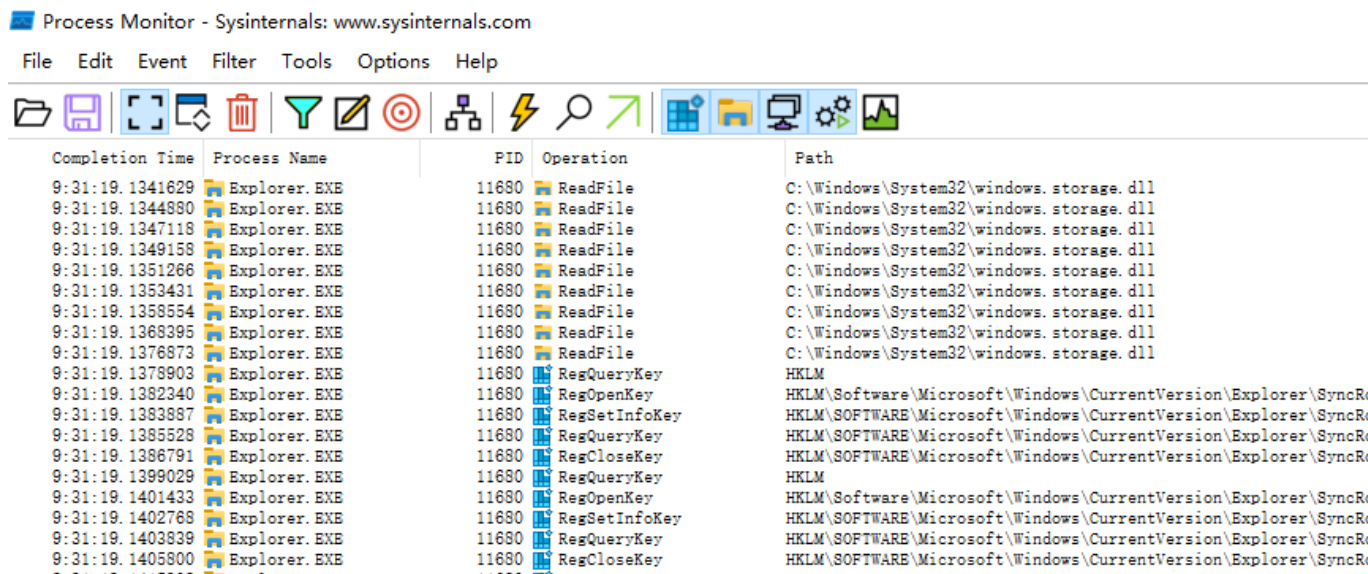 Process Monitor - Sysinternals: www.sysinternals.com
File Edit Event Filter Tools Options Help
Completion Time Process Name PID Operation Path
9:31:19.1341629 Explorer.EXE 11680 ReadFile C:\Windows\System32\windows.storage.dll
9:31:19.1344880 Explorer.EXE 11680 ReadFile C:\Windows\System32\windows.storage.dll
9:31:19.1347118 Explorer.EXE 11680 ReadFile C:\Windows\System32\windows.storage.dll
9:31:19.1349158 Explorer.EXE 11680 ReadFile C:\Windows\System32\windows.storage.dll
9:31:19.1351266 Explorer.EXE 11680 ReadFile C:\Windows\System32\windows.storage.dll
9:31:19.1353431 Explorer.EXE 11680 ReadFile C:\Windows\System32\windows.storage.dll
9:31:19.1358554 Explorer.EXE 11680 ReadFile C:\Windows\System32\windows.storage.dll
9:31:19.1368395 Explorer.EXE 11680 ReadFile C:\Windows\System32\windows.storage.dll
9:31:19.1376873 Explorer.EXE 11680 ReadFile C:\Windows\System32\windows.storage.dll
9:31:19.1378903 Explorer.EXE 11680 RegQueryKey HKLM
9:31:19.1382340 Explorer.EXE 11680 RegOpenKey HKLM\Software\Microsoft\Windows\CurrentVersion\Explorer\SyncRo
9:31:19.1383887 Explorer.EXE 11680 RegSetInfoKey HKLM\SOFTWARE\Microsoft\Windows\CurrentVersion\Explorer\SyncRo
9:31:19.1385528 Explorer.EXE 11680 RegQueryKey HKLM\SOFTWARE\Microsoft\Windows\CurrentVersion\Explorer\SyncRo
9:31:19.1386791 Explorer.EXE 11680 RegCloseKey HKLM\SOFTWARE\Microsoft\Windows\CurrentVersion\Explorer\SyncRo
9:31:19.1399029 Explorer.EXE 11680 RegQueryKey HKLM
9:31:19.1401433 Explorer.EXE 11680 RegOpenKey HKLM\Software\Microsoft\Windows\CurrentVersion\Explorer\SyncRo
9:31:19.1402768 Explorer.EXE 11680 RegSetInfoKey HKLM\SOFTWARE\Microsoft\Windows\CurrentVersion\Explorer\SyncRo
9:31:19.1403839 Explorer.EXE 11680 RegQueryKey HKLM\SOFTWARE\Microsoft\Windows\CurrentVersion\Explorer\SyncRo
9:31:19.1405800 Explorer.EXE 11680 RegCloseKey HKLM\SOFTWARE\Microsoft\Windows\CurrentVersion\Explorer\SyncRo